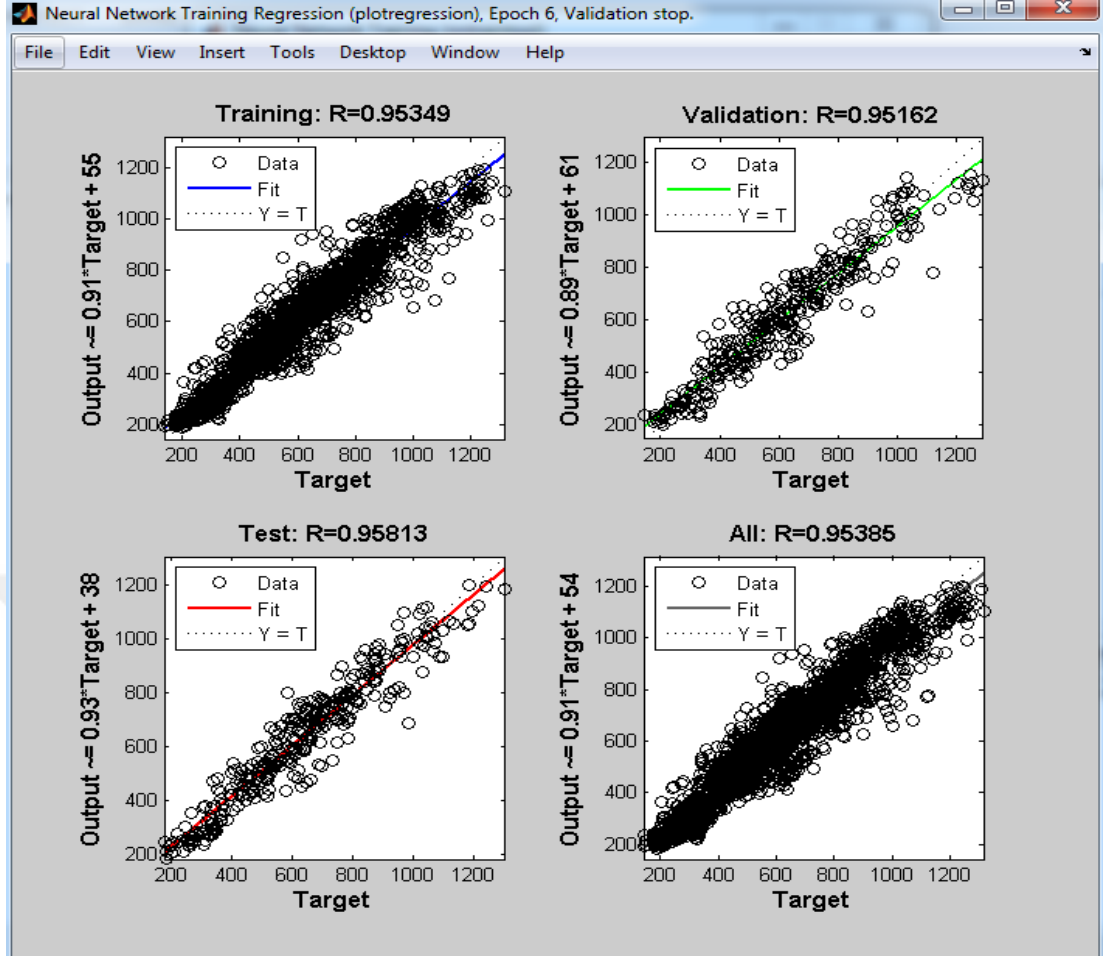 Neural Network Training Regression (plotregression), Epoch 6, Validation stop.
File Edit View Insert Tools Desktop Window Help
Training: R=0.95349
Output ~= 0.91*Target + 55
1200
1000
800
600
400
200
Data
Fit
Y = T
200 400 600 800 1000 1200
Target
Validation: R=0.95162
Output ~= 0.89*Target + 61
1200
1000
800
600
400
200
Data
Fit
Y = T
200 400 600 800 1000 1200
Target
Test: R=0.95813
Output ~= 0.93*Target + 38
1200
1000
800
600
400
200
Data
Fit
Y = T
200 400 600 800 1000 1200
Target
All: R=0.95385
Output ~= 0.91*Target + 54
1200
1000
800
600
400
200
Data
Fit
Y = T
200 400 600 800 1000 1200
Target